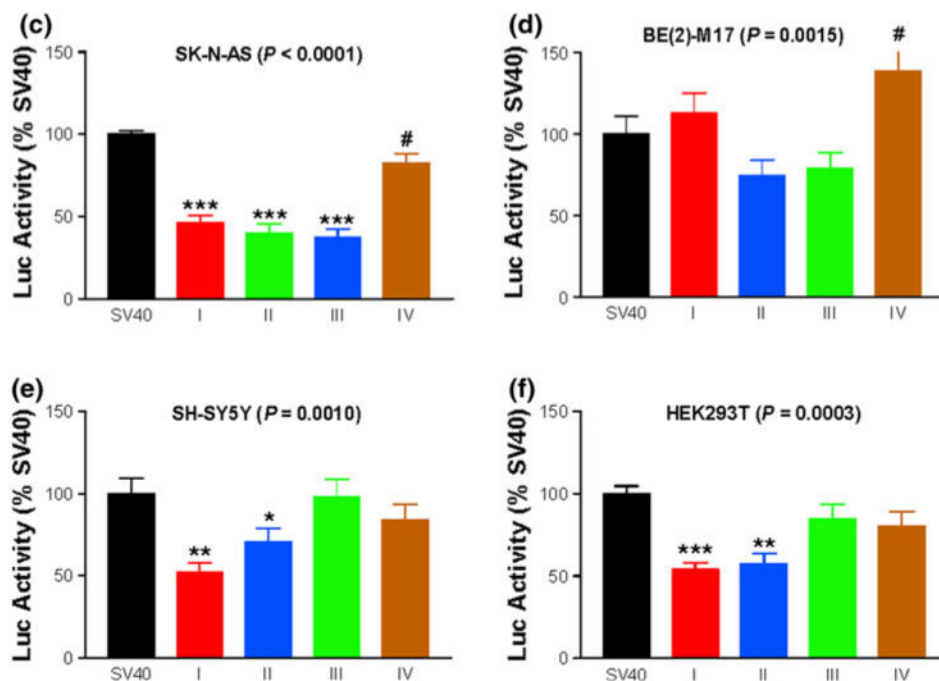 (c)
SK-N-AS (P < 0.0001)
Luc Activity (% SV40)
150
100
50
0
***
***
***
#
SV40 I II III IV
(d)
BE(2)-M17 (P = 0.0015)
#
Luc Activity (% SV40)
150
100
50
0
SV40 I II III IV
(e)
SH-SY5Y (P = 0.0010)
Luc Activity (% SV40)
150
100
50
0
**
*
SV40 I II III IV
(f)
HEK293T (P = 0.0003)
Luc Activity (% SV40)
150
100
50
0
***
**
SV40 I II III IV